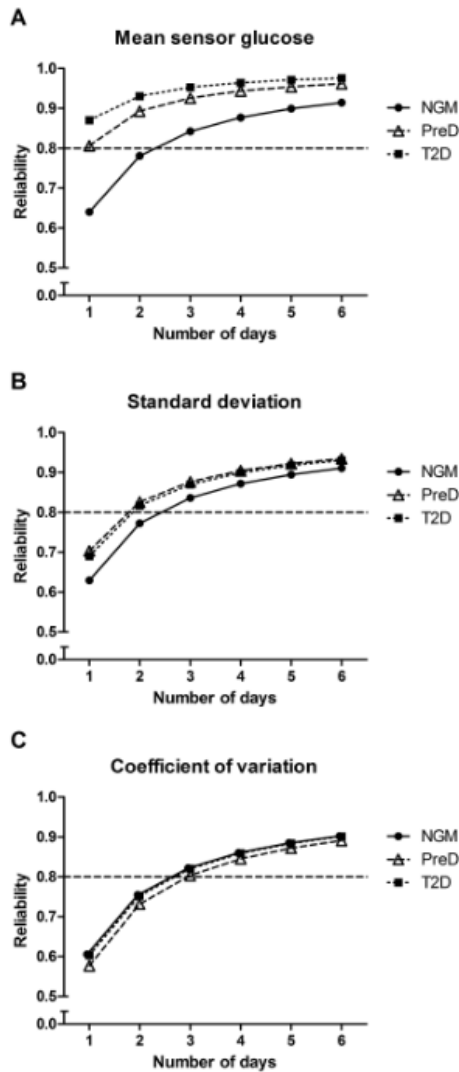 A
Mean sensor glucose
1.0
0.9
0.8
0.7
0.6
0.5
0.0
Reliability
1 2 3 4 5 6
Number of days
NGM
PreD
T2D
B
Standard deviation
1.0
0.9
0.8
0.7
0.6
0.5
0.0
Reliability
1 2 3 4 5 6
Number of days
NGM
PreD
T2D
C
Coefficient of variation
1.0
0.9
0.8
0.7
0.6
0.5
0.0
Reliability
1 2 3 4 5 6
Number of days
NGM
PreD
T2D